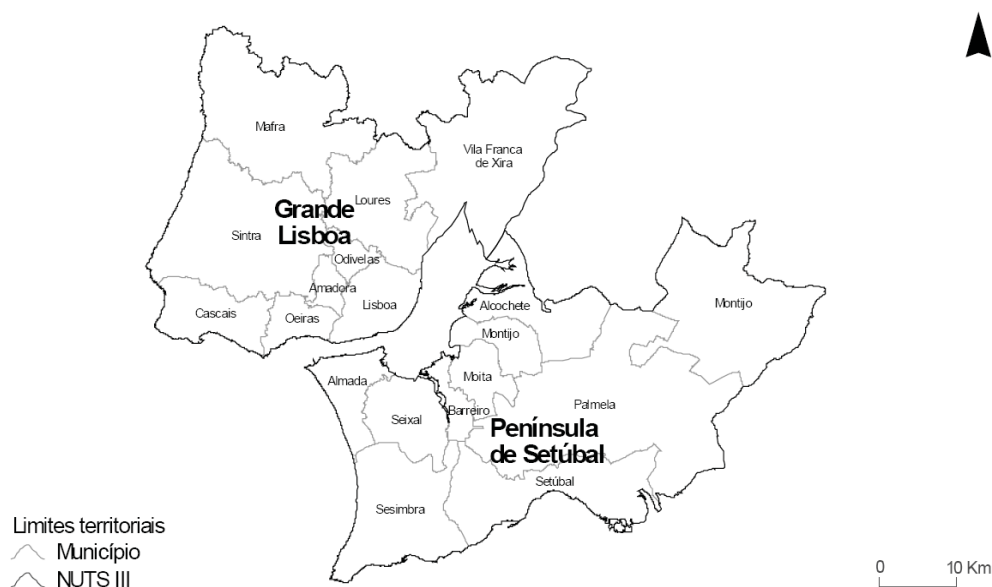 Mafra
Vila Franca
de Xira
Loures
Grande
Lisboa
Sintra
Odivelas
Amadora
Lisboa
Cascais
Oeiras
Alcochete
Montijo
Montijo
Moita
Almada
Seixal
Barreiro
Palmela
Península
de Setúbal
Setúbal
Sesimbra
Limites territoriais
Município
NUTS III
0 10 Km